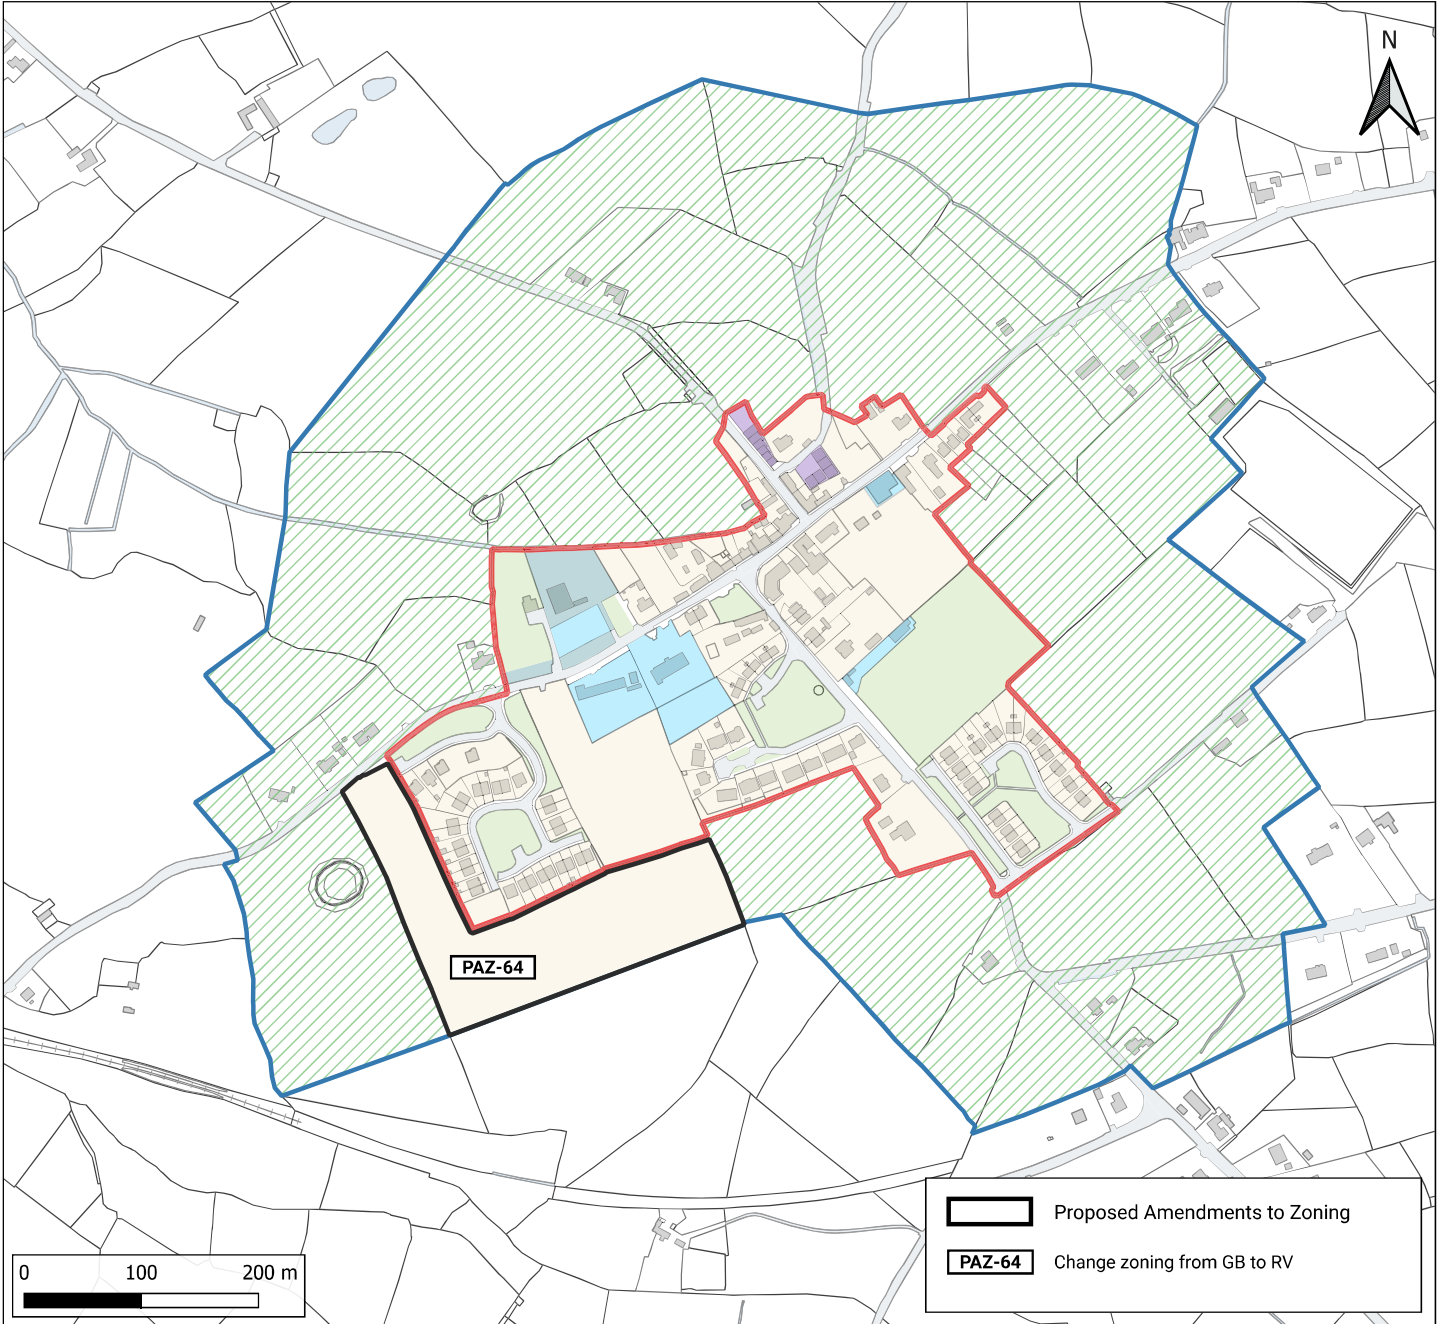 N
PAZ-64
Proposed Amendments to Zoning
PAZ-64 Change zoning from GB to RV
0 100 200 m